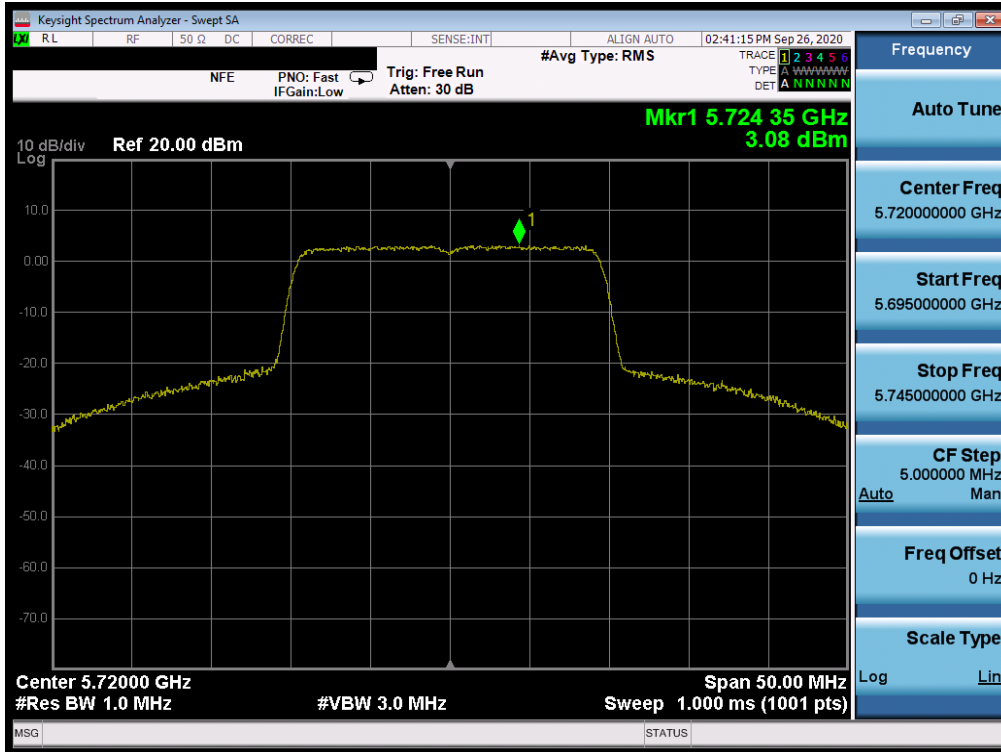 Keysight Spectrum Analyzer - Swept SA
LXI RL RF 50 Ω DC CORREC SENSE:INT ALIGN AUTO 02:41:15 PM Sep 26, 2020
NFE PNO: Fast IFGain:Low Trig: Free Run Atten: 30 dB #Avg Type: RMS
TRACE 1 2 3 4 5 6
TYPE A WWWWW
DET A N N N N N
Mkr1 5.724 35 GHz
3.08 dBm
10 dB/div Ref 20.00 dBm
Log
1
10.0
0.00
-10.0
-20.0
-30.0
-40.0
-50.0
-60.0
-70.0
Center 5.72000 GHz Span 50.00 MHz
#Res BW 1.0 MHz #VBW 3.0 MHz Sweep 1.000 ms (1001 pts)
MSG STATUS
Frequency
Auto Tune
Center Freq
5.720000000 GHz
Start Freq
5.695000000 GHz
Stop Freq
5.745000000 GHz
CF Step
5.000000 MHz
Auto Man
Freq Offset
0 Hz
Scale Type
Log Lin